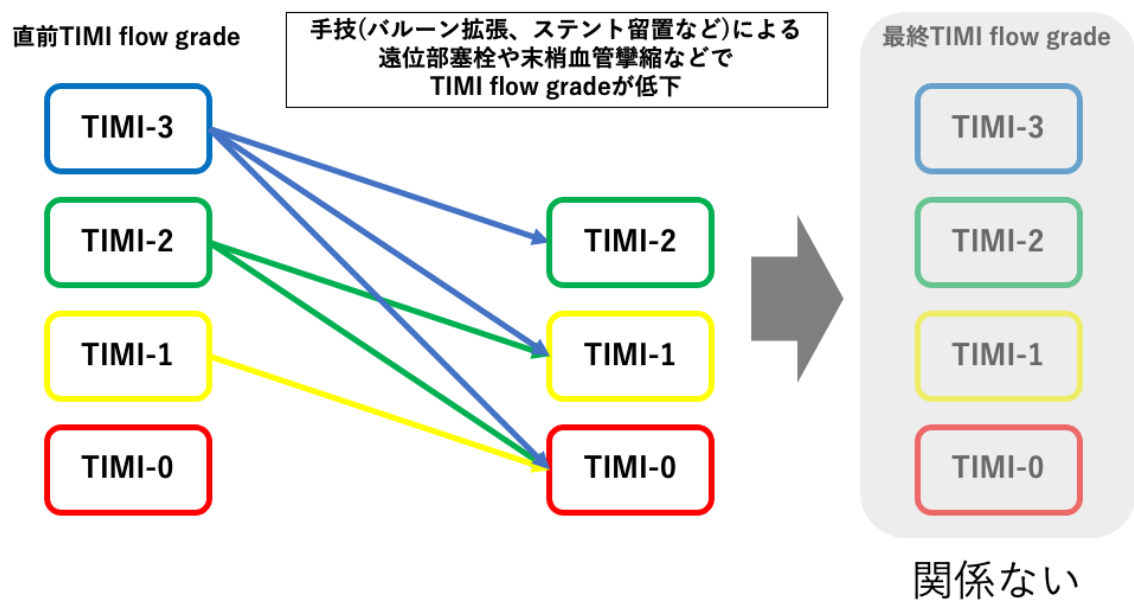 直前TIMI flow grade
手技(バルーン拡張、ステント留置など)による
遠位部塞栓や末梢血管攣縮などで
TIMI flow gradeが低下
最終TIMI flow grade
TIMI-3
TIMI-2
TIMI-1
TIMI-0
TIMI-2
TIMI-1
TIMI-0
TIMI-3
TIMI-2
TIMI-1
TIMI-0
関係ない